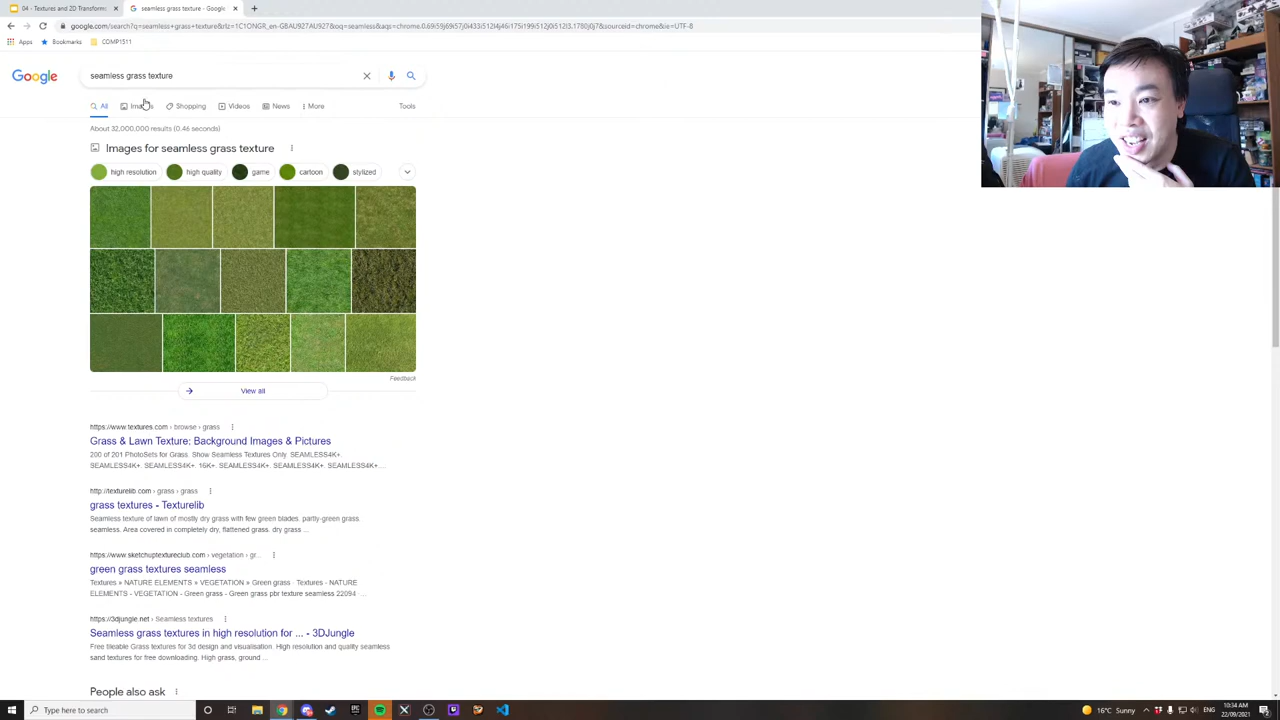 04 - Textures and 2D Transform
seamless grass texture - Google
google.com/search?q=seamless+grass+texture&rlz=1C1ONGR_en-GBAU927AU927&oq=seamless&aqs=chrome.0.69i59j69i57j0i433i512l4j46i175i199i512j0i512l3.1780j0j7&sourceid=chrome&ie=UTF-8
Apps Bookmarks COMP1511
Google seamless grass texture
All Images Shopping Videos News More Tools
About 32,000,000 results (0.46 seconds)
Images for seamless grass texture
high resolution high quality game cartoon stylized
Feedback
View all
https://www.textures.com › browse › grass
Grass & Lawn Texture: Background Images & Pictures
200 of 201 PhotoSets for Grass. Show Seamless Textures Only. SEAMLESS4K+.
SEAMLESS4K+. SEAMLESS4K+. 16K+. SEAMLESS4K+. SEAMLESS4K+....
http://texturelib.com › grass › grass
grass textures - Texturelib
Seamless texture of lawn of mostly dry grass with few green blades. partly-green grass.
seamless. Area covered in completely dry, flattened grass. dry grass ...
https://www.sketchuptextureclub.com › vegetation › gr...
green grass textures seamless
Textures » NATURE ELEMENTS » VEGETATION » Green grass · Textures - NATURE
ELEMENTS - VEGETATION - Green grass - Green grass pbr texture seamless 22094 ...
https://3djungle.net › Seamless textures
Seamless grass textures in high resolution for ... - 3DJungle
Free tileable Grass textures for 3d design and visualisation. High resolution and quality seamless
sand textures for free downloading. High grass, ground ...
People also ask
Type here to search
16°C Sunny
ENG
10:34 AM
22/09/2021